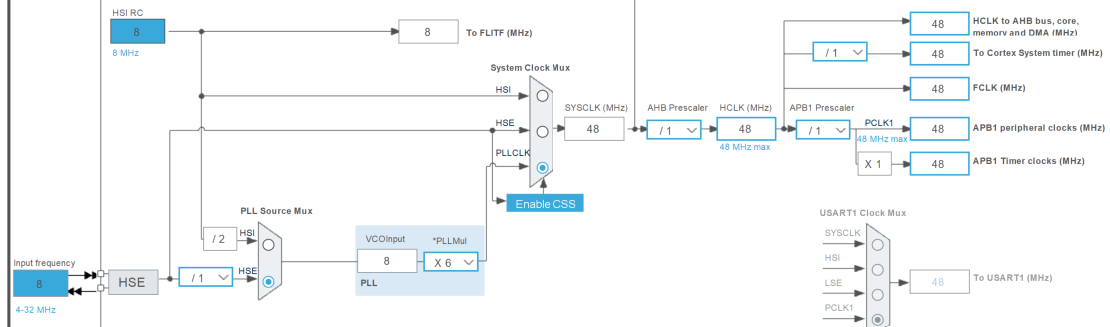 HSI RC
8
8 MHz
8
To FLITF (MHz)
System Clock Mux
HSI
HSE
PLLCLK
Enable CSS
SYSCLK (MHz)
48
AHB Prescaler
/ 1
HCLK (MHz)
48
48 MHz max
APB1 Prescaler
/ 1
PCLK1
48 MHz max
X 1
48
HCLK to AHB bus, core,
memory and DMA (MHz)
/ 1
48
To Cortex System timer (MHz)
48
FCLK (MHz)
48
APB1 peripheral clocks (MHz)
48
APB1 Timer clocks (MHz)
PLL Source Mux
/ 2
HSI
/ 1
HSE
VCOInput
8
*PLLMul
X 6
PLL
Input frequency
8
4-32 MHz
HSE
USART1 Clock Mux
SYSCLK
HSI
LSE
PCLK1
48
To USART1 (MHz)